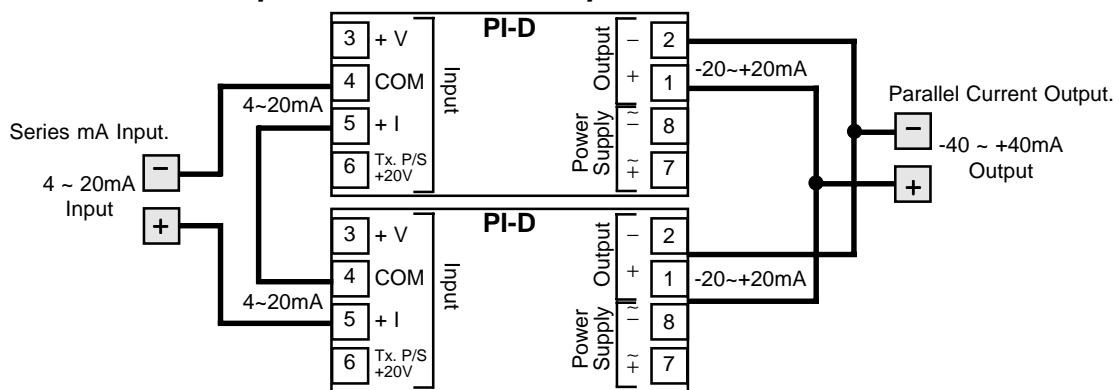 PI-D
3 + V
4 COM
5 + I
6 Tx. P/S
+20V
Input
Output
− 2
+ 1
Power
Supply
~
− 8
~
+ 7
4~20mA
-20~+20mA
Series mA Input.
−
4 ~ 20mA
Input
+
Parallel Current Output.
−
-40 ~ +40mA
Output
+
PI-D
3 + V
4 COM
5 + I
6 Tx. P/S
+20V
Input
Output
− 2
+ 1
Power
Supply
~
− 8
~
+ 7
4~20mA
-20~+20mA